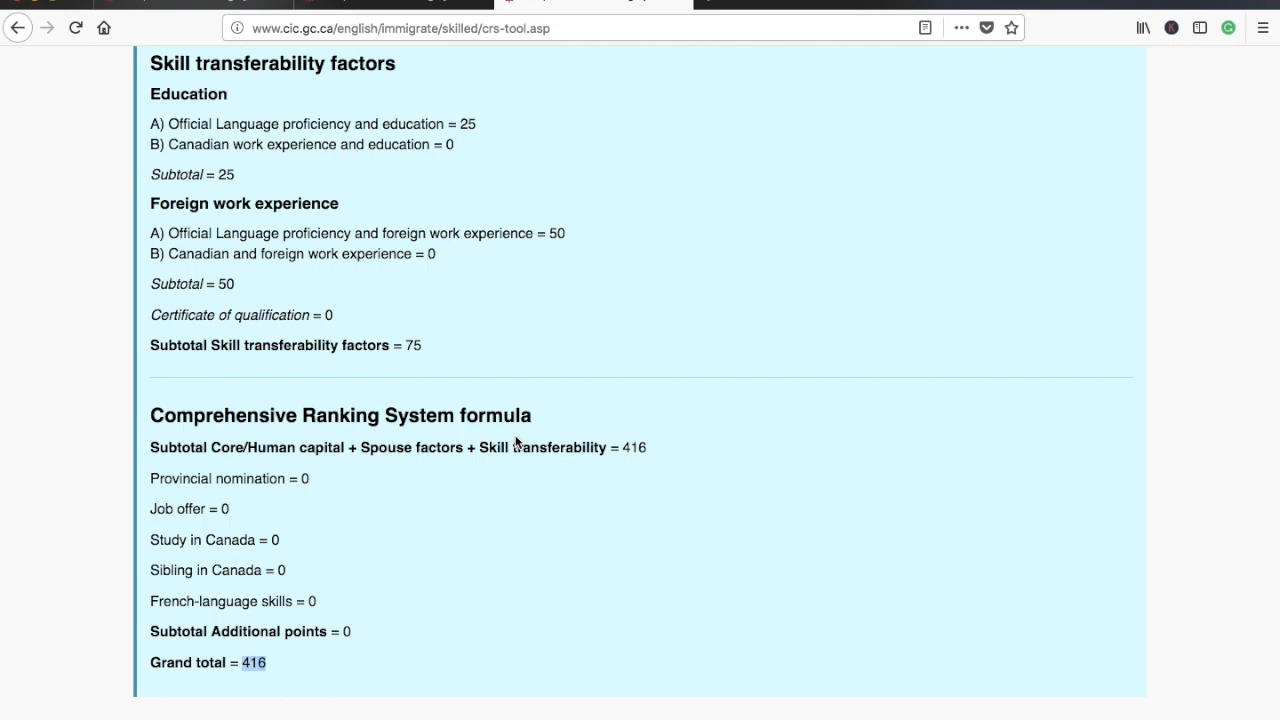 www.cic.gc.ca/english/immigrate/skilled/crs-tool.asp
Skill transferability factors
Education
A) Official Language proficiency and education = 25
B) Canadian work experience and education = 0
Subtotal = 25
Foreign work experience
A) Official Language proficiency and foreign work experience = 50
B) Canadian and foreign work experience = 0
Subtotal = 50
Certificate of qualification = 0
Subtotal Skill transferability factors = 75
Comprehensive Ranking System formula
Subtotal Core/Human capital + Spouse factors + Skill transferability = 416
Provincial nomination = 0
Job offer = 0
Study in Canada = 0
Sibling in Canada = 0
French-language skills = 0
Subtotal Additional points = 0
Grand total = 416